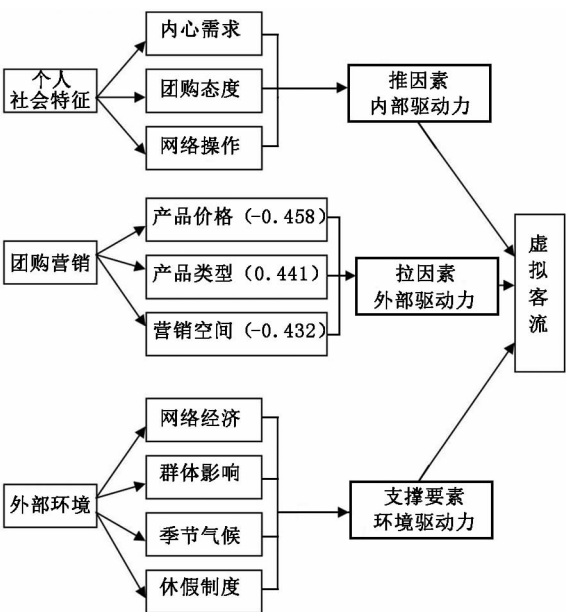 个人
社会特征
内心需求
团购态度
网络操作
推因素
内部驱动力
团购营销
产品价格（-0.458）
产品类型（0.441）
营销空间（-0.432）
拉因素
外部驱动力
外部环境
网络经济
群体影响
季节气候
休假制度
支撑要素
环境驱动力
虚
拟
客
流